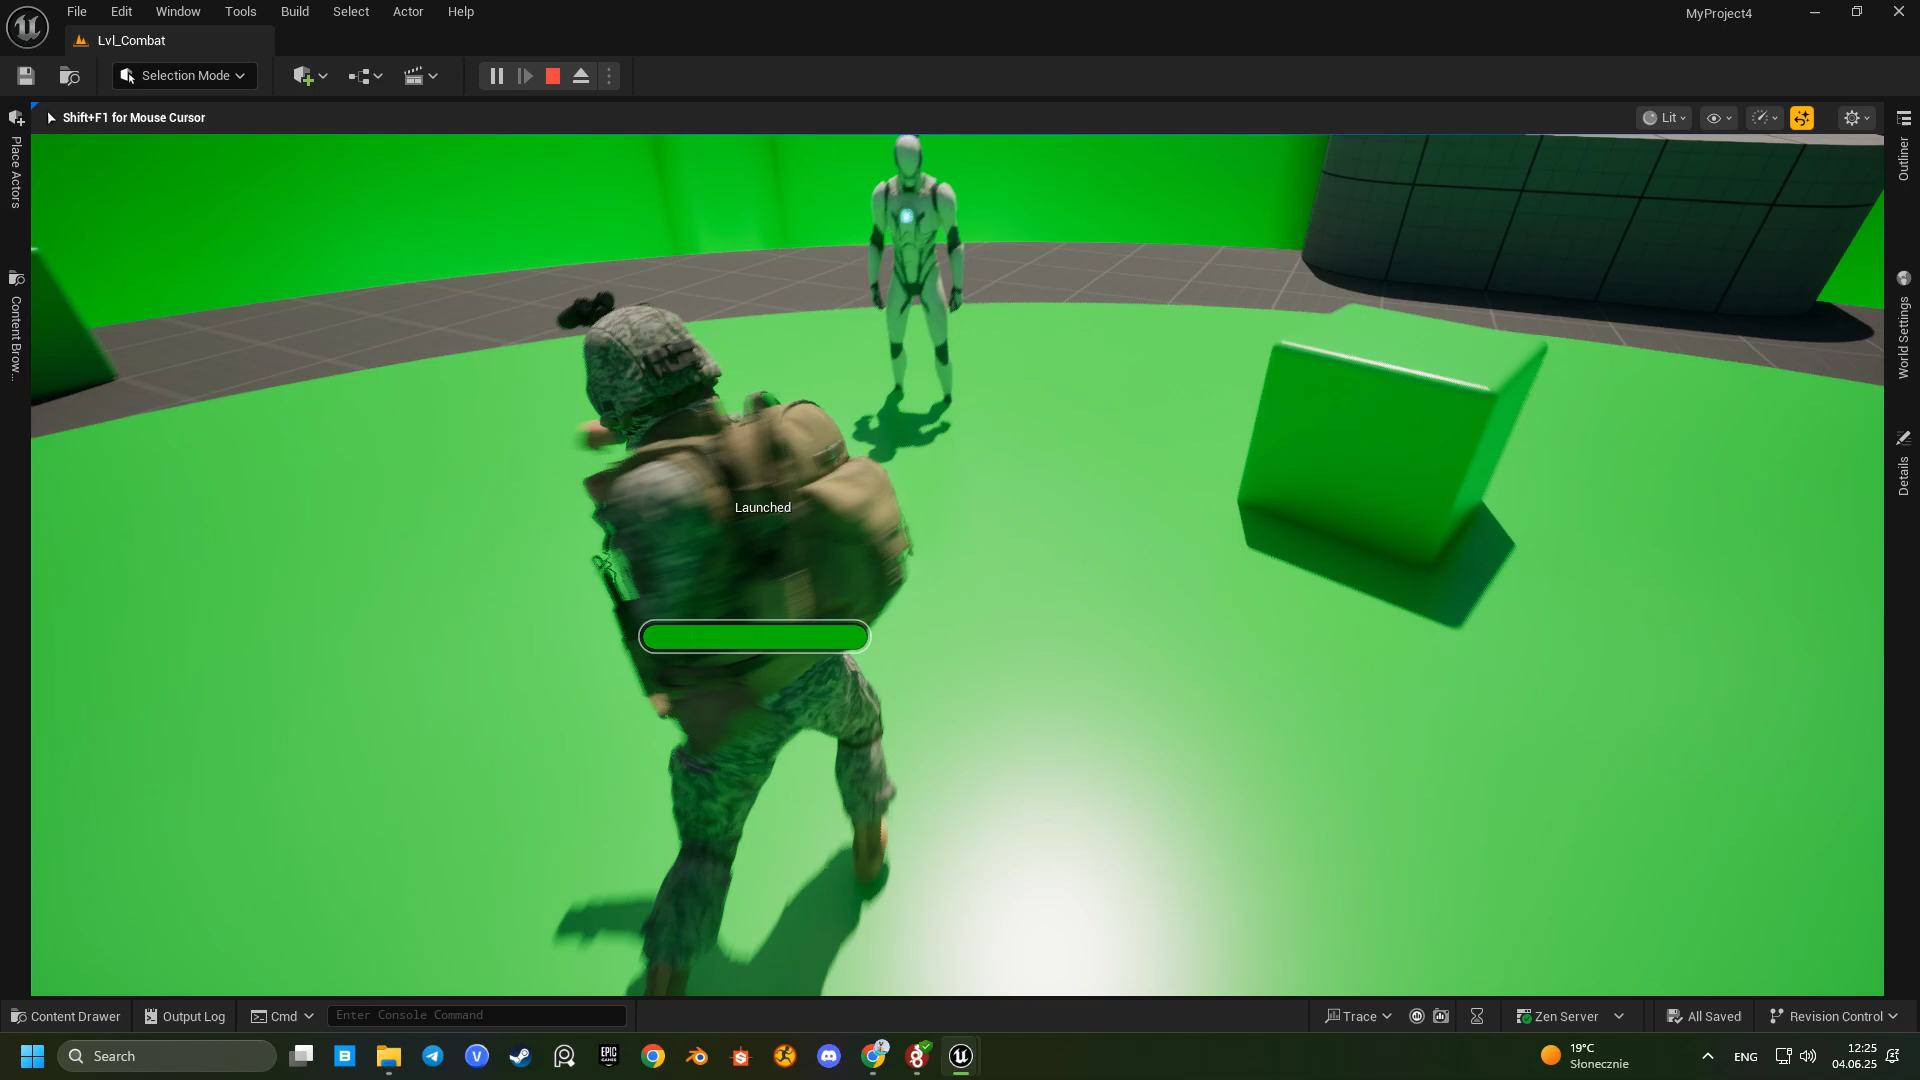 File Edit Window Tools Build Select Actor Help
MyProject4
Lvl_Combat
Selection Mode
Shift+F1 for Mouse Cursor
Lit
Place Actors
Content Brow...
Outliner
World Settings
Details
Launched
Content Drawer
Output Log
Cmd
Enter Console Command
Trace
Zen Server
All Saved
Revision Control
Search
EPIC
GAMES
19°C
Słonecznie
ENG
12:25
04.06.25